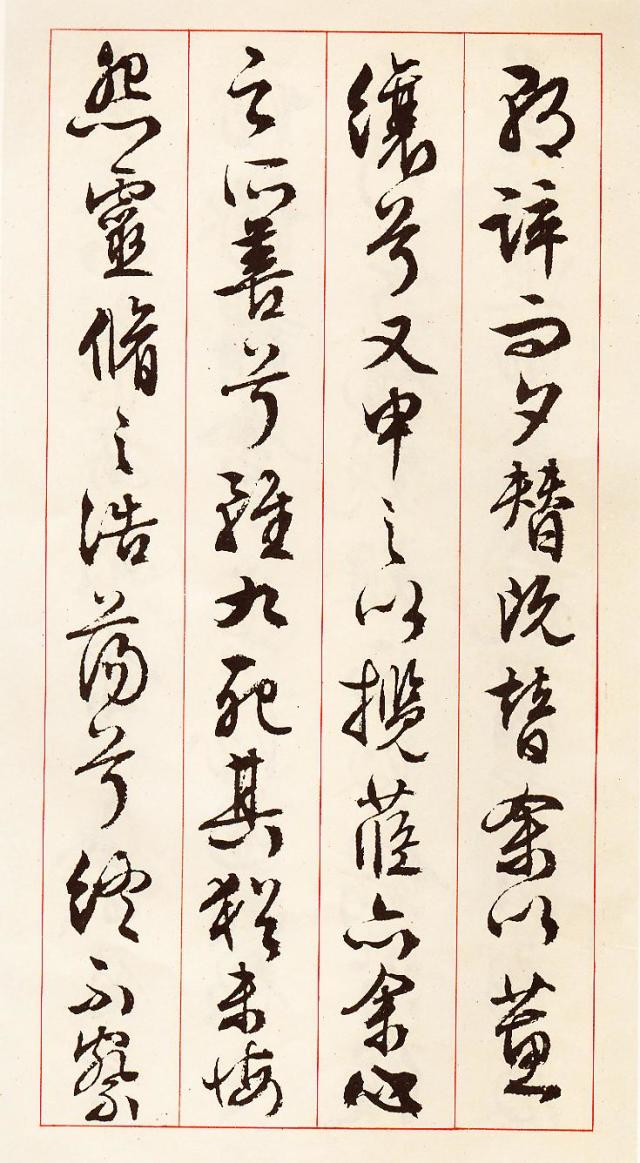 朝誶而夕替既替余以蕙
纕兮又申之以攬茝亦余心
之所善兮雖九死其猶未悔
怨靈脩之浩蕩兮終不察